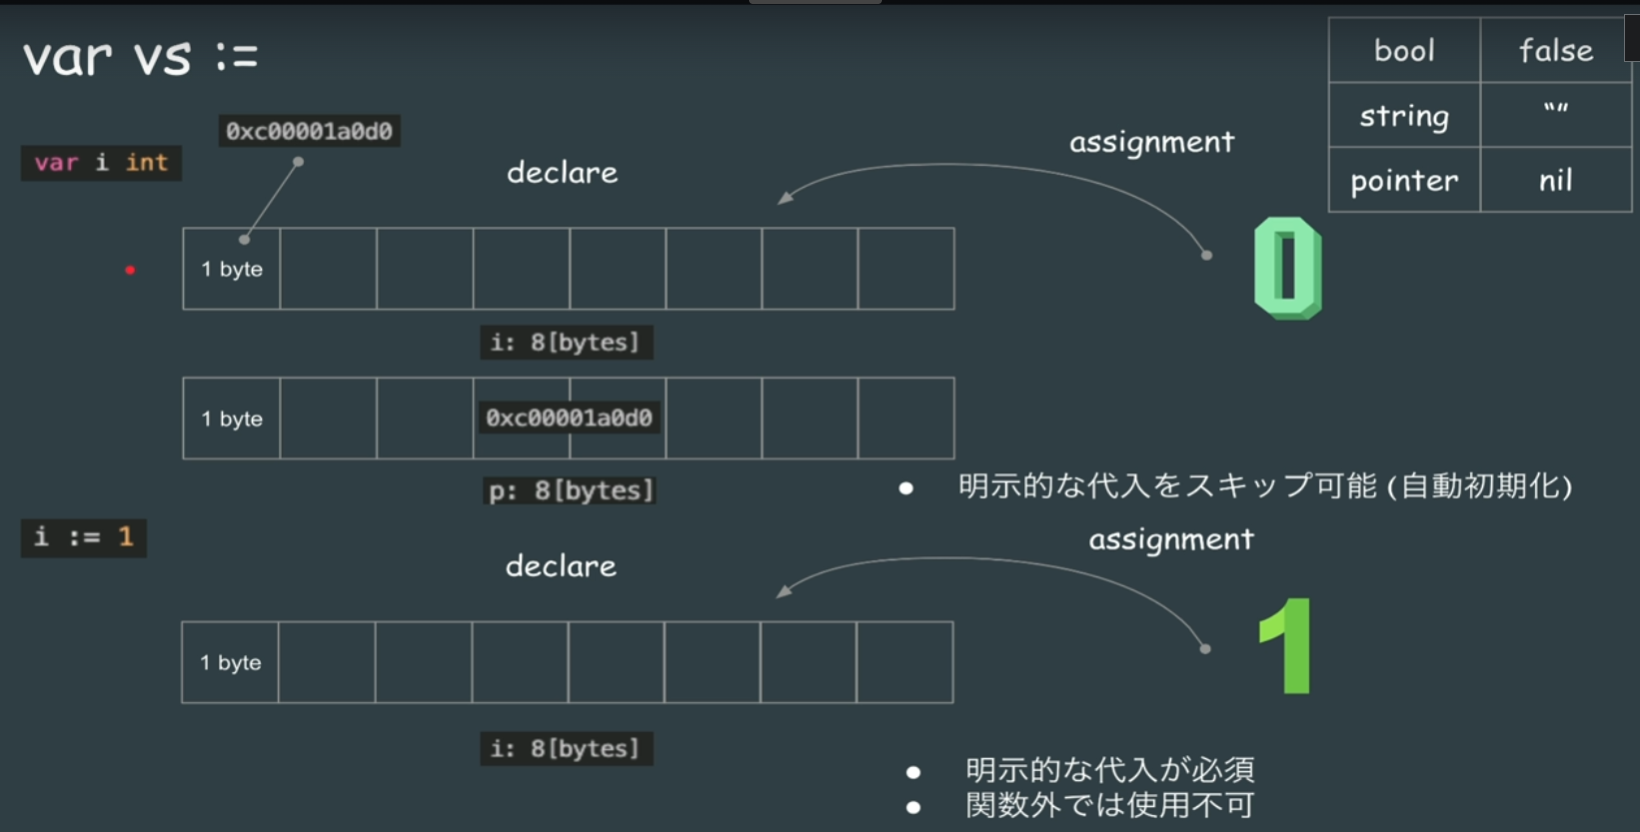 var vs :=
bool false
string “”
pointer nil
0xc00001a0d0
var i int
declare
assignment
1 byte
0
i: 8[bytes]
1 byte
0xc00001a0d0
p: 8[bytes]
● 明示的な代入をスキップ可能 (自動初期化)
i := 1
declare
assignment
1 byte
1
i: 8[bytes]
● 明示的な代入が必須
● 関数外では使用不可